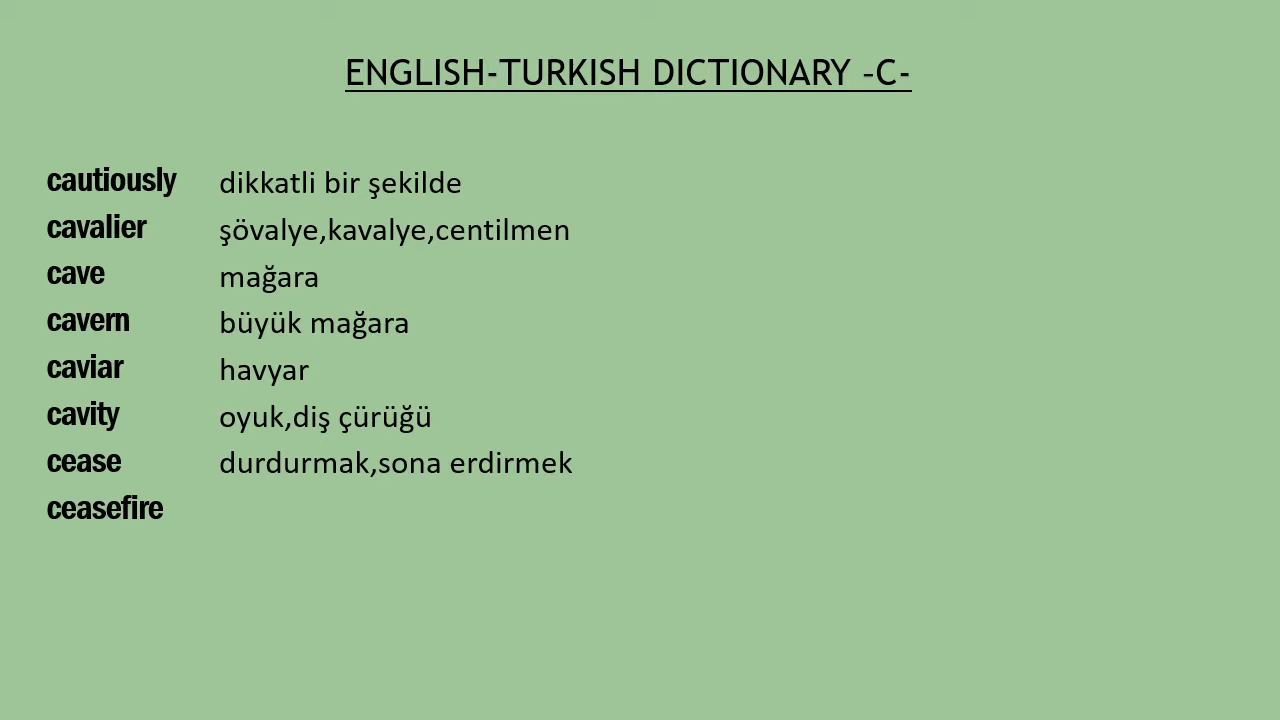 ENGLISH-TURKISH DICTIONARY –C-
cautiously dikkatli bir şekilde
cavalier şövalye,kavalye,centilmen
cave mağara
cavern büyük mağara
caviar havyar
cavity oyuk,diş çürüğü
cease durdurmak,sona erdirmek
ceasefire